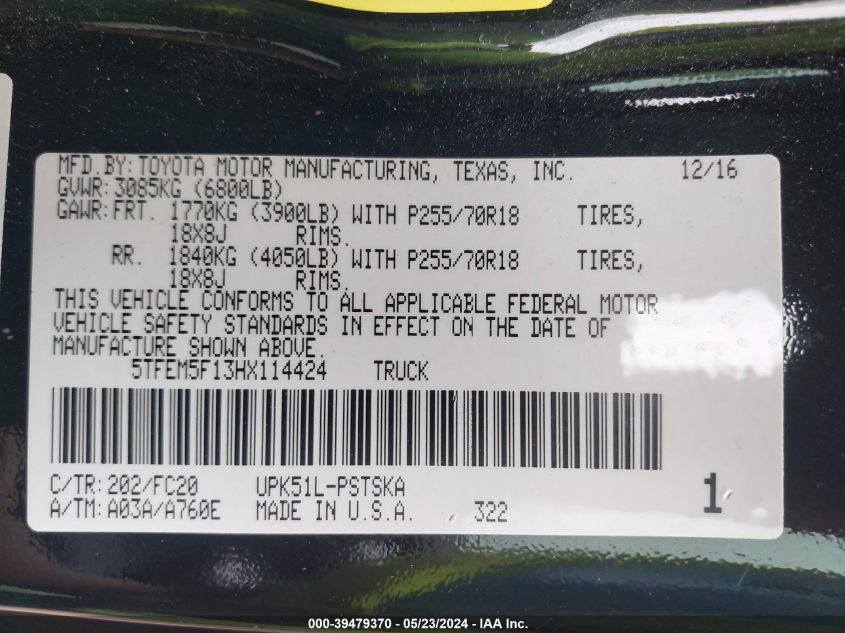 MFD.BY: TOYOTA MOTOR MANUFACTURING, TEXAS, INC. 12/16
GVWR: 3085KG (6800LB)
GAWR: FRT. 1770KG (3900LB) WITH P255/70R18 TIRES,
18X8J RIMS.
RR. 1840KG (4050LB) WITH P255/70R18 TIRES,
18X8J RIMS.
THIS VEHICLE CONFORMS TO ALL APPLICABLE FEDERAL MOTOR
VEHICLE SAFETY STANDARDS IN EFFECT ON THE DATE OF
MANUFACTURE SHOWN ABOVE.
5TFEM5F13HX114424 TRUCK
C/TR: 202/FC20 UPK51L-PSTSKA 1
A/TM: A03A/A760E MADE IN U.S.A. 322
000-39479370 - 05/23/2024 - IAA Inc.